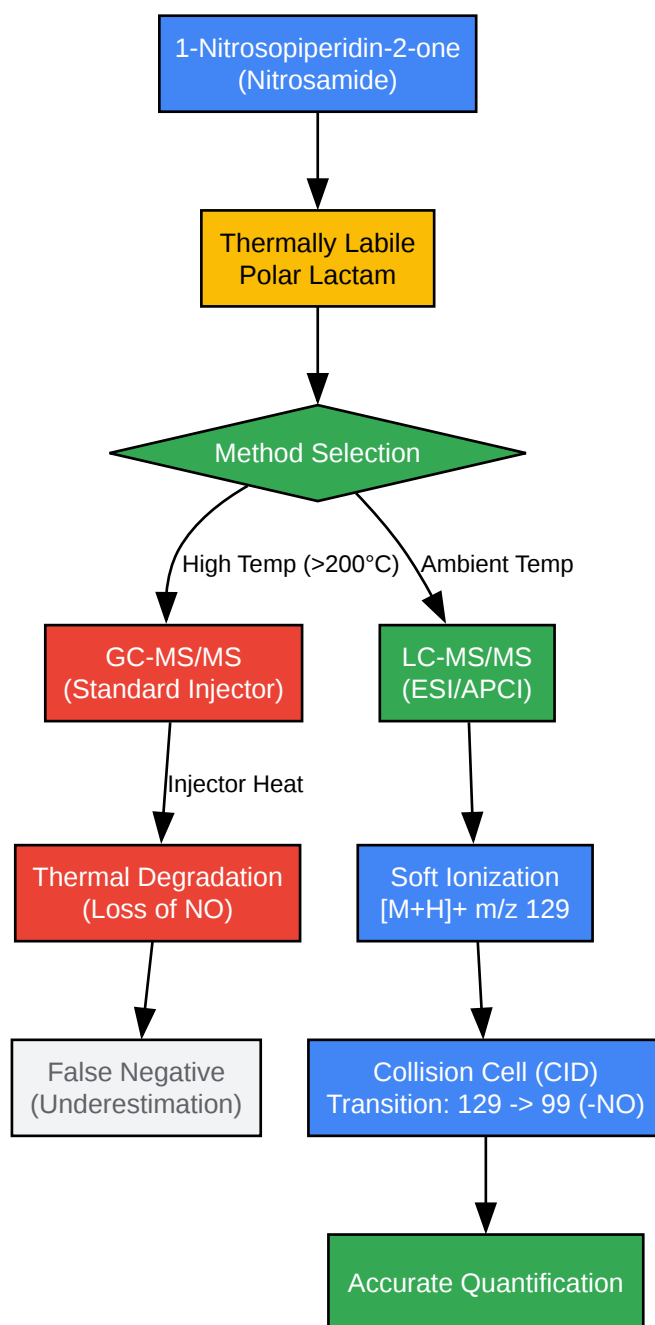 1-Nitrosopiperidin-2-one
(Nitrosamide)
Thermally Labile
Polar Lactam
Method Selection
High Temp (>200°C)
Ambient Temp
GC-MS/MS
(Standard Injector)
LC-MS/MS
(ESI/APCI)
Injector Heat
Thermal Degradation
(Loss of NO)
Soft Ionization
[M+H]+ m/z 129
False Negative
(Underestimation)
Collision Cell (CID)
Transition: 129 -> 99 (-NO)
Accurate Quantification